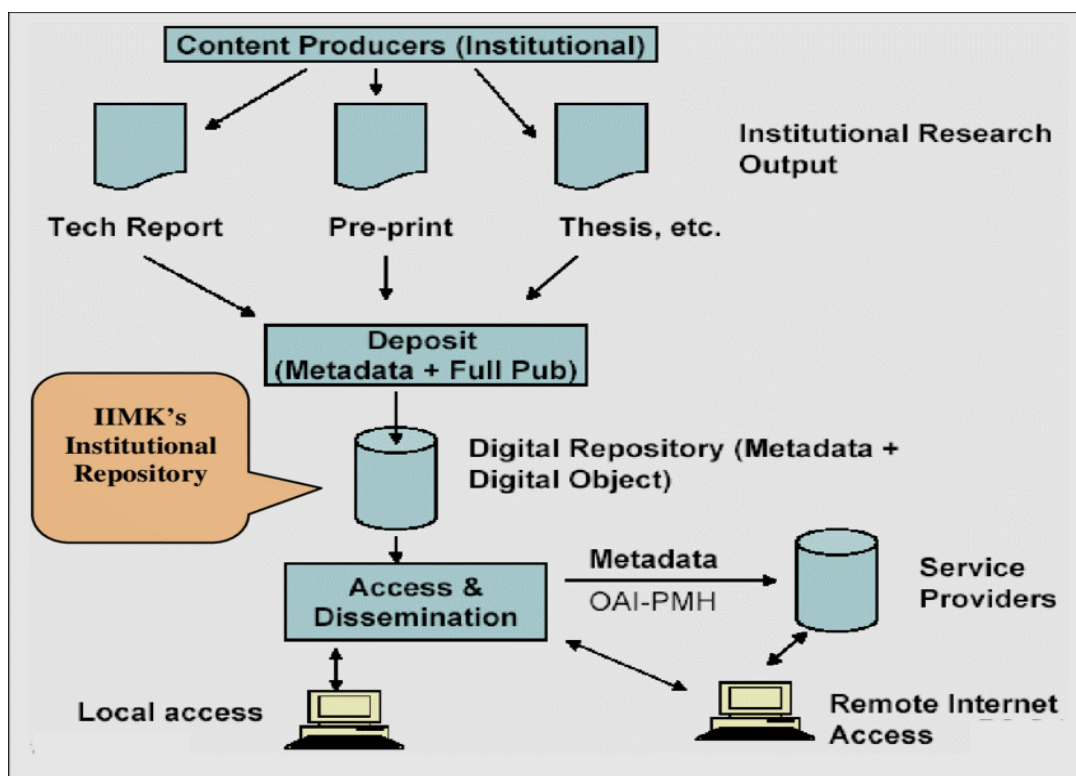 Content Producers (Institutional)
Institutional Research
Output
Tech Report
Pre-print
Thesis, etc.
Deposit
(Metadata + Full Pub)
IIMK's
Institutional
Repository
Digital Repository (Metadata +
Digital Object)
Access &
Dissemination
Metadata
OAI-PMH
Service
Providers
Local access
Remote Internet
Access